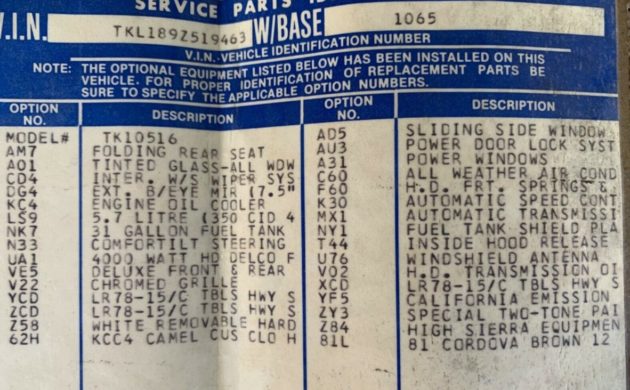 SERVICE PARTS
V.I.N. TKL189Z519463 W/BASE 1065
V.I.N.-VEHICLE IDENTIFICATION NUMBER
NOTE: THE OPTIONAL EQUIPMENT LISTED BELOW HAS BEEN INSTALLED ON THIS
VEHICLE. FOR PROPER IDENTIFICATION OF REPLACEMENT PARTS BE
SURE TO SPECIFY THE APPLICABLE OPTION NUMBERS.
OPTION NO. DESCRIPTION OPTION NO. DESCRIPTION
MODEL# TK10516 AD5 SLIDING SIDE WINDOW
AM7 FOLDING REAR SEAT AU3 POWER DOOR LOCK SYST
AO1 TINTED GLASS-ALL WDW A31 POWER WINDOWS
CD4 INTER. W/S WIPER SYS C60 ALL WEATHER AIR COND
DG4 EXT. B/EYE MIR (7.5" F60 H.D. FRT. SPRINGS &
KC4 ENGINE OIL COOLER K30 AUTOMATIC SPEED CONT
LS9 5.7 LITRE (350 CID 4 MX1 AUTOMATIC TRANSMISSI
NK7 31 GALLON FUEL TANK NY1 FUEL TANK SHIELD PLA
N33 COMFORTILT STEERING T44 INSIDE HOOD RELEASE
UA1 4000 WATT HD DELCO F U76 WINDSHIELD ANTENNA
VE5 DELUXE FRONT & REAR V02 H.D. TRANSMISSION OI
V22 CHROMED GRILLE XCD LR78-15/C TBLS HWY S
YCD LR78-15/C TBLS HWY S YF5 CALIFORNIA EMISSION
ZCD LR78-15/C TBLS HWY S ZY3 SPECIAL TWO-TONE PAI
Z58 WHITE REMOVABLE HARD Z84 HIGH SIERRA EQUIPMEN
62H KCC4 CAMEL CUS CLO H 81L 81 CORDOVA BROWN 12